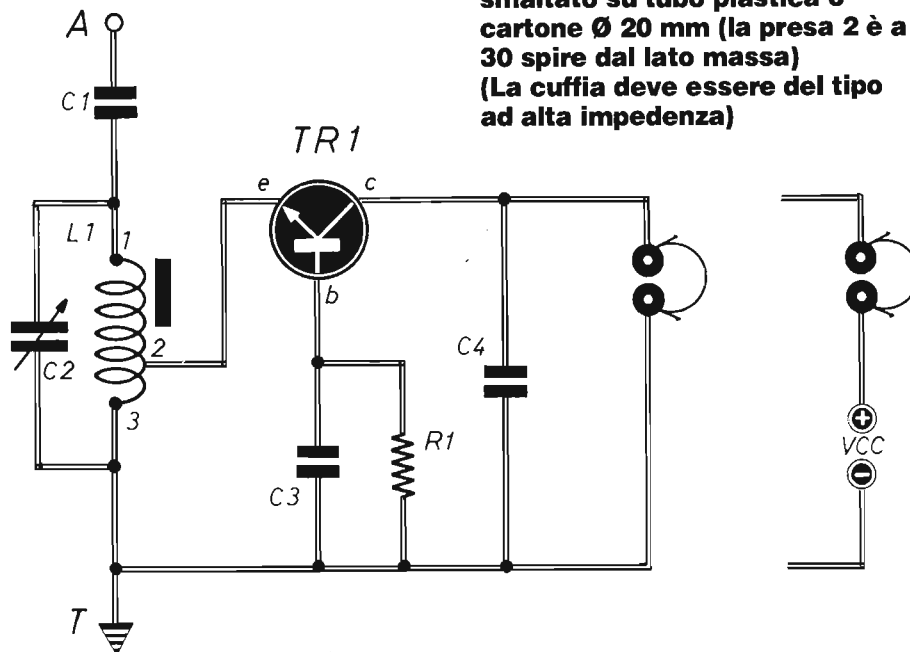 smaltato su tubo plastica o
cartone Ø 20 mm (la presa 2 è a
30 spire dal lato massa)
(La cuffia deve essere del tipo
ad alta impedenza)
A
C1
TR1
e
c
L1
1
b
2
C2
C4
3
R1
+
VCC
-
C3
T